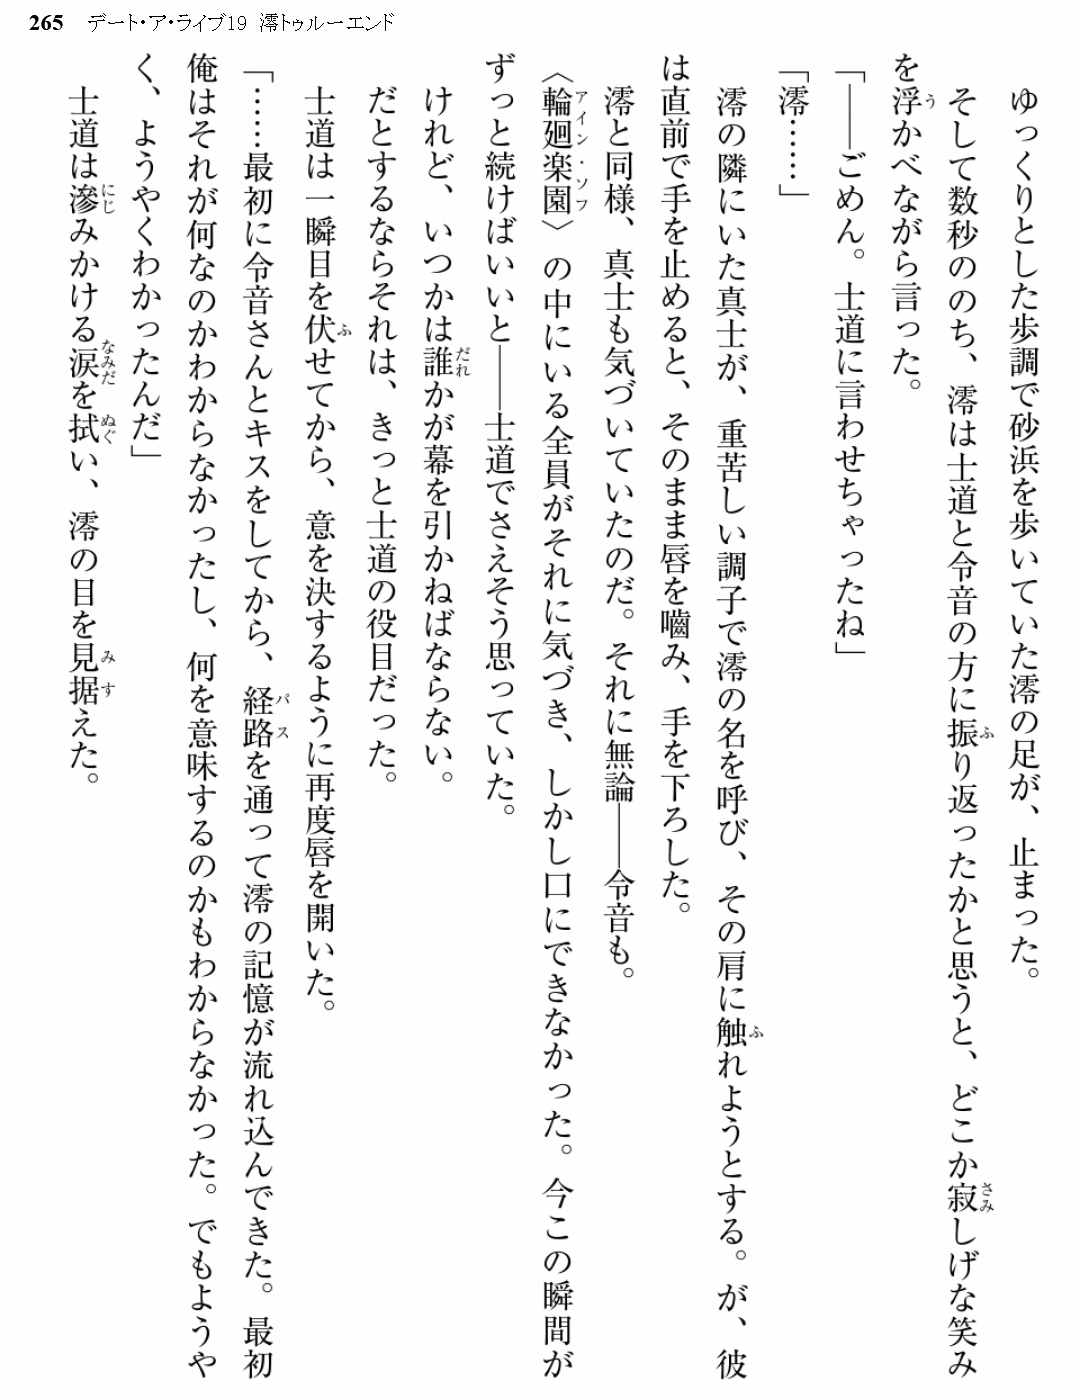 265 デート・ア・ライブ19 澪トゥルーエンド
ゆっくりとした歩調で砂浜を歩いていた澪の足が、止まった。
そして数秒ののち、澪は士道と令音の方に振り返ったかと思うと、どこか寂しげな笑み
を浮かべながら言った。
「――ごめん。士道に言わせちゃったね」
「澪……」
澪の隣にいた真士が、重苦しい調子で澪の名を呼び、その肩に触れようとする。が、彼
は直前で手を止めると、そのまま唇を噛み、手を下ろした。
澪と同様、真士も気づいていたのだ。それに無論――令音も。
〈輪廻楽園〉の中にいる全員がそれに気づき、しかし口にできなかった。今この瞬間が
ずっと続けばいいと――士道でさえそう思っていた。
けれど、いつかは誰かが幕を引かねばならない。
だとするならそれは、きっと士道の役目だった。
士道は一瞬目を伏せてから、意を決するように再度唇を開いた。
「……最初に令音さんとキスをしてから、経路を通って澪の記憶が流れ込んできた。最初
俺はそれが何なのかわからなかったし、何を意味するのかもわからなかった。でもようや
く、ようやくわかったんだ」
士道は滲みかける涙を拭い、澪の目を見据えた。